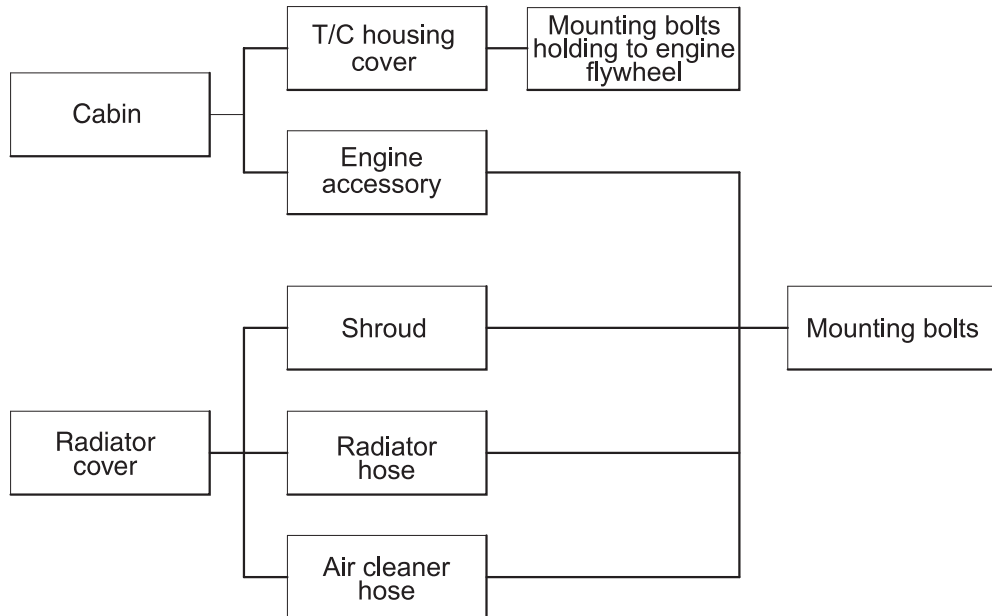 T/C housing
cover
Mounting bolts
holding to engine
flywheel
Cabin
Engine
accessory
Shroud
Mounting bolts
Radiator
cover
Radiator
hose
Air cleaner
hose